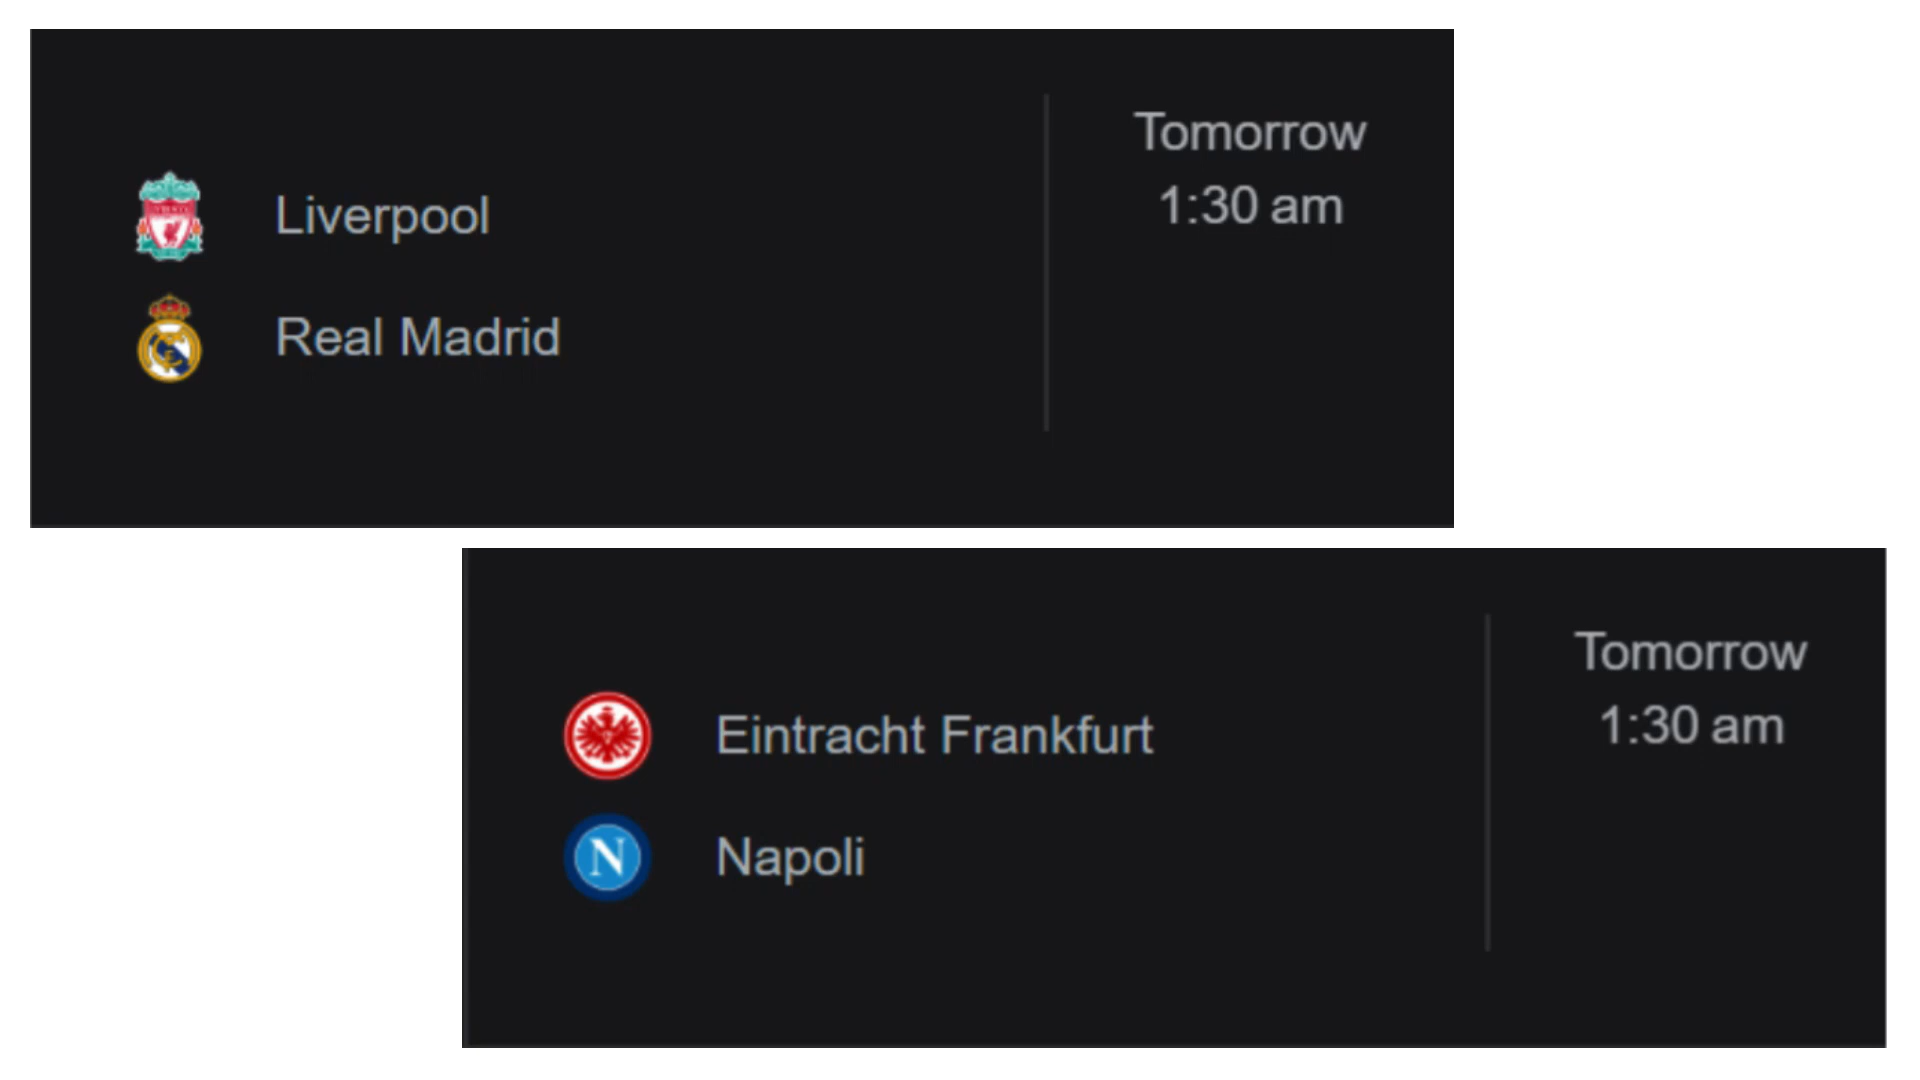 Tomorrow
1:30 am
Liverpool
Real Madrid
Tomorrow
1:30 am
Eintracht Frankfurt
N
Napoli